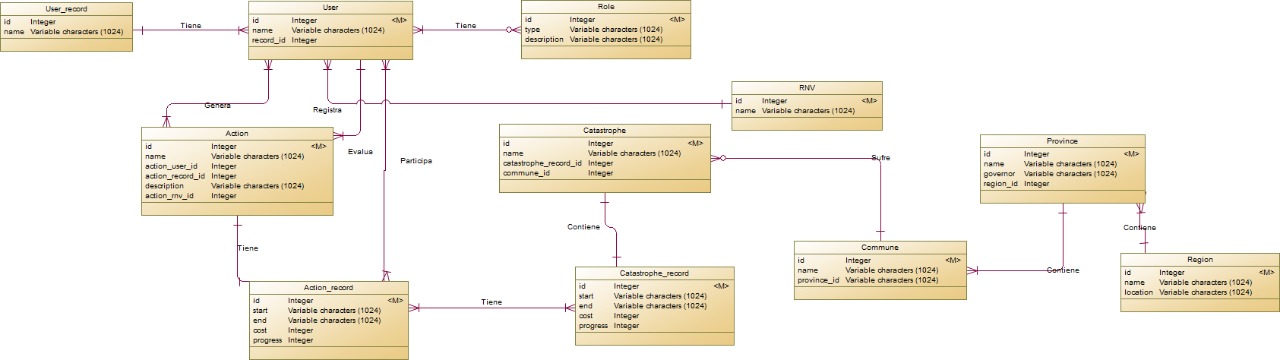 User_record
id Integer
name Variable characters (1024)
Tiene
User
id Integer <M>
name Variable characters (1024)
record_id Integer
Tiene
Role
id Integer <M>
type Variable characters (1024)
description Variable characters (1024)
Genera
Registra
Evalua
Participa
RNV
id Integer <M>
name Variable characters (1024)
Action
id Integer <M>
name Variable characters (1024)
action_user_id Integer
action_record_id Integer
description Variable characters (1024)
action_rnv_id Integer
Catastrophe
id Integer <M>
name Variable characters (1024)
catastrophe_record_id Integer
commune_id Integer
Sufre
Province
id Integer <M>
name Variable characters (1024)
governor Variable characters (1024)
region_id Integer
Tiene
Contiene
Contiene
Commune
id Integer <M>
name Variable characters (1024)
province_id Integer
Contiene
Region
id Integer <M>
name Variable characters (1024)
location Variable characters (1024)
Action_record
id Integer <M>
start Variable characters (1024)
end Variable characters (1024)
cost Integer
progress Integer
Tiene
Catastrophe_record
id Integer <M>
start Variable characters (1024)
end Variable characters (1024)
cost Integer
progress Integer